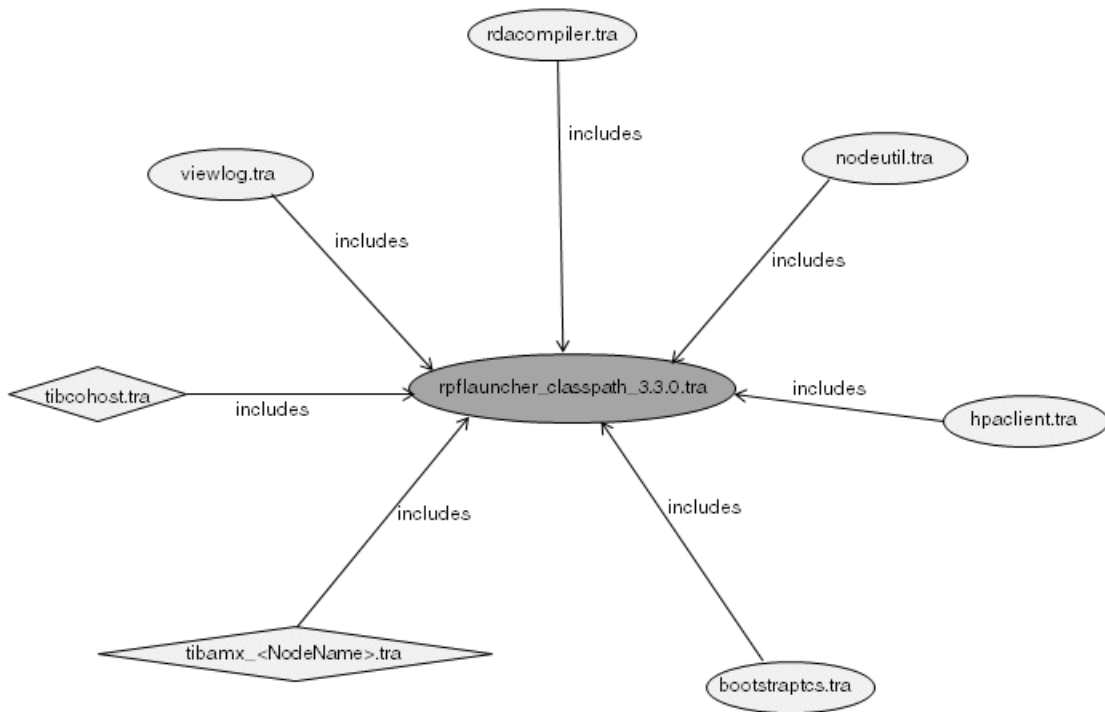 rdacompiler.tra
includes
nodeutil.tra
viewlog.tra
includes
includes
rpflauncher_classpath_3.3.0.tra
tibcohost.tra
includes
includes
hpaclient.tra
includes
includes
tibamx_<NodeName>.tra
bootstraptcs.tra